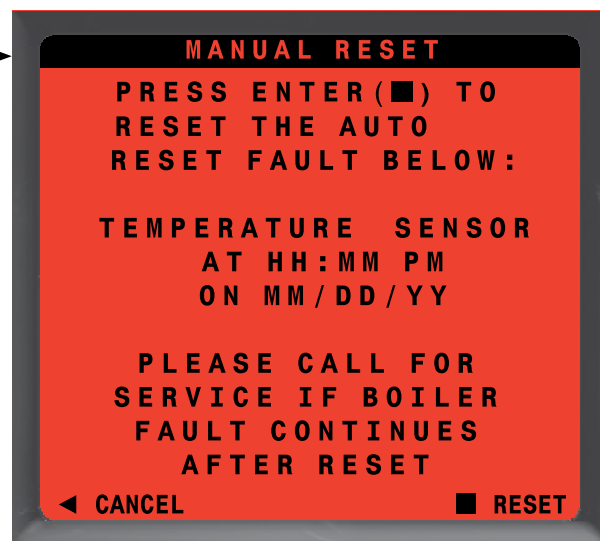 MANUAL RESET
PRESS ENTER(■) TO
RESET THE AUTO
RESET FAULT BELOW:
TEMPERATURE SENSOR
AT HH:MM PM
ON MM/DD/YY
PLEASE CALL FOR
SERVICE IF BOILER
FAULT CONTINUES
AFTER RESET
◄ CANCEL ■ RESET